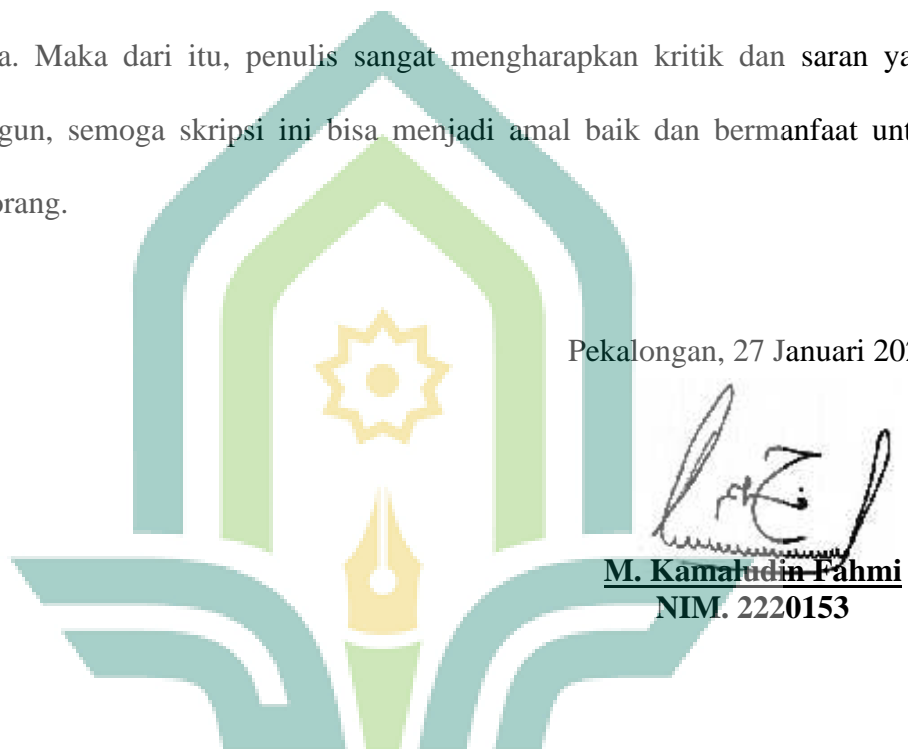 a. Maka dari itu, penulis sangat mengharapkan kritik dan saran ya
gun, semoga skripsi ini bisa menjadi amal baik dan bermanfaat unt
orang.
Pekalongan, 27 Januari 202
M. Kamaludin Fahmi
NIM. 2220153